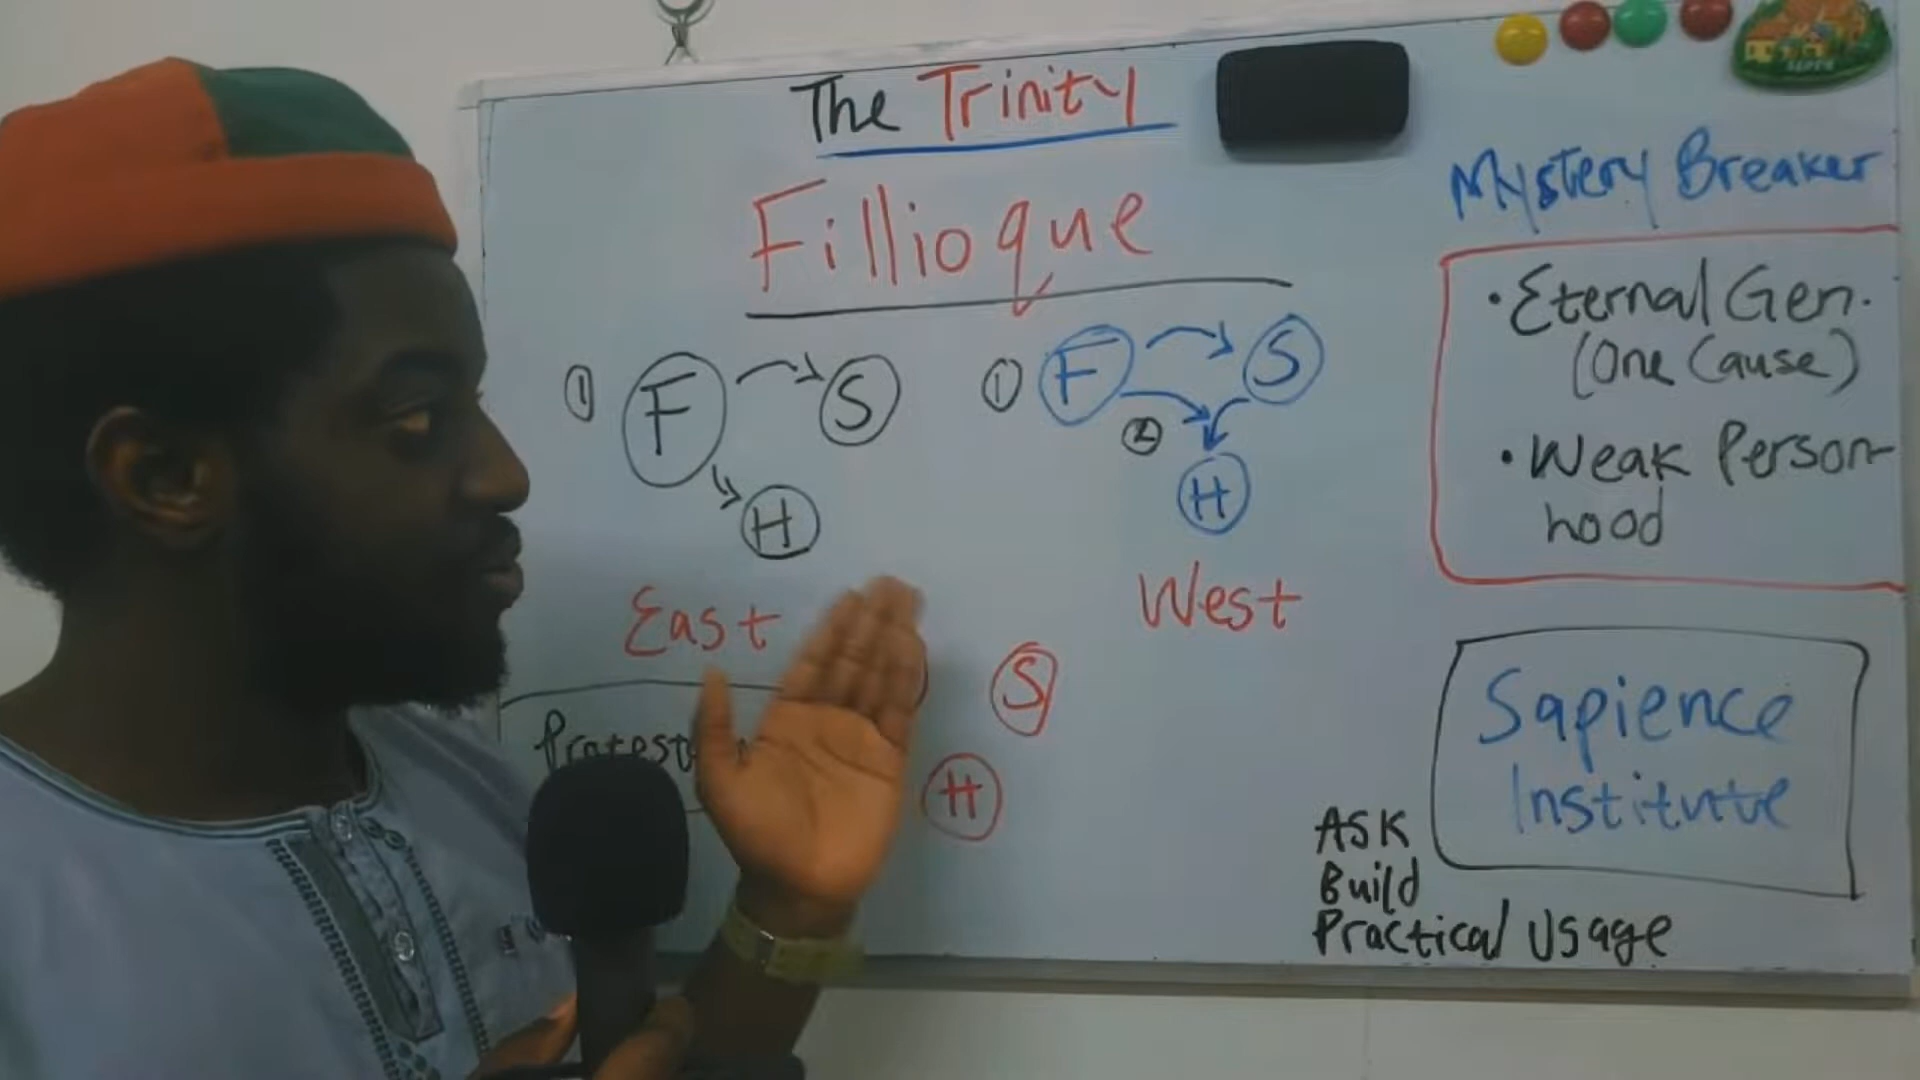 The Trinity
Fillioque
① F S
H
East
① F S
②
H
West
S
H
Mystery Breaker
• Eternal Gen.
(One Cause)
• Weak Person-
hood
Sapience
Institute
ASK
Build
Practical Usage